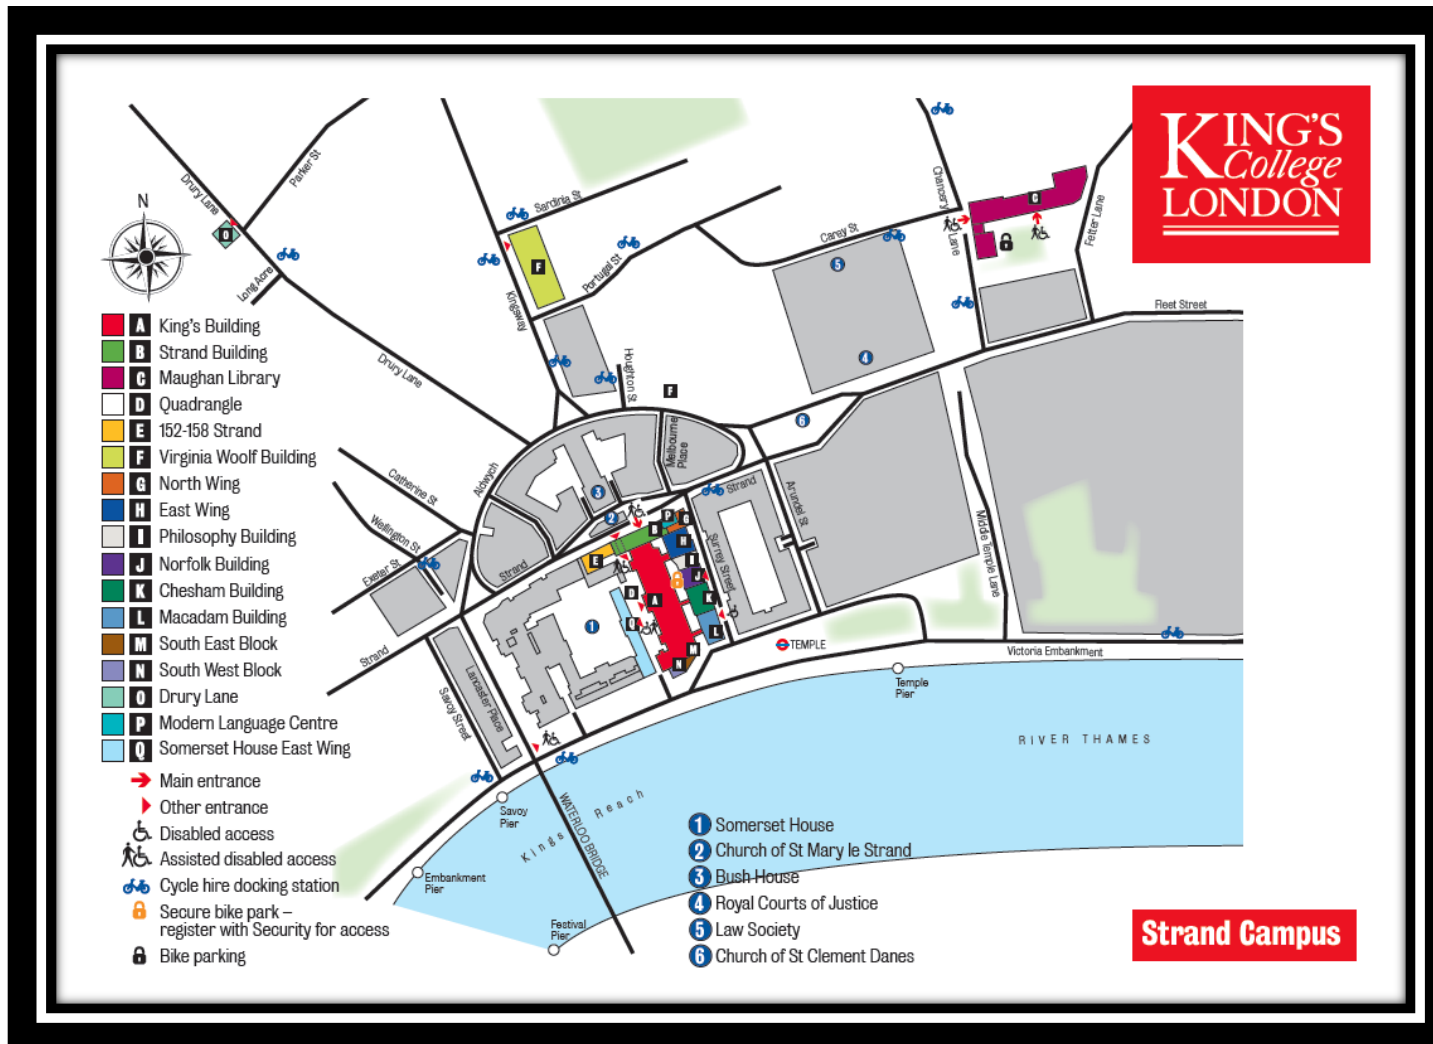 KING'S
College
LONDON
N
Drury Lane
Parker St
Long Acre
Drury Lane
Sardinia St
Kingsway
Portugal St
Houghton St
Carey St
Chancery Lane
Fetter Lane
Fleet Street
Melbourne
Place
Aldwych
Catherine St
Wellington St
Exeter St
Strand
Strand
Strand
Surrey Street
Arundel St
Middle Temple Lane
Savoy Street
Lancaster Place
TEMPLE
Victoria Embankment
Temple
Pier
RIVER THAMES
Savoy
Pier
Kings Reach
WATERLOO BRIDGE
Embankment
Pier
Festival
Pier
O
F
F
C
5
4
6
3
2
1
P
G
B
H
E
I
J
D
A
K
Q
L
M
N
A King's Building
B Strand Building
C Maughan Library
D Quadrangle
E 152-158 Strand
F Virginia Woolf Building
G North Wing
H East Wing
I Philosophy Building
J Norfolk Building
K Chesham Building
L Macadam Building
M South East Block
N South West Block
O Drury Lane
P Modern Language Centre
Q Somerset House East Wing
Main entrance
Other entrance
Disabled access
Assisted disabled access
Cycle hire docking station
Secure bike park –
register with Security for access
Bike parking
1 Somerset House
2 Church of St Mary le Strand
3 Bush House
4 Royal Courts of Justice
5 Law Society
6 Church of St Clement Danes
Strand Campus